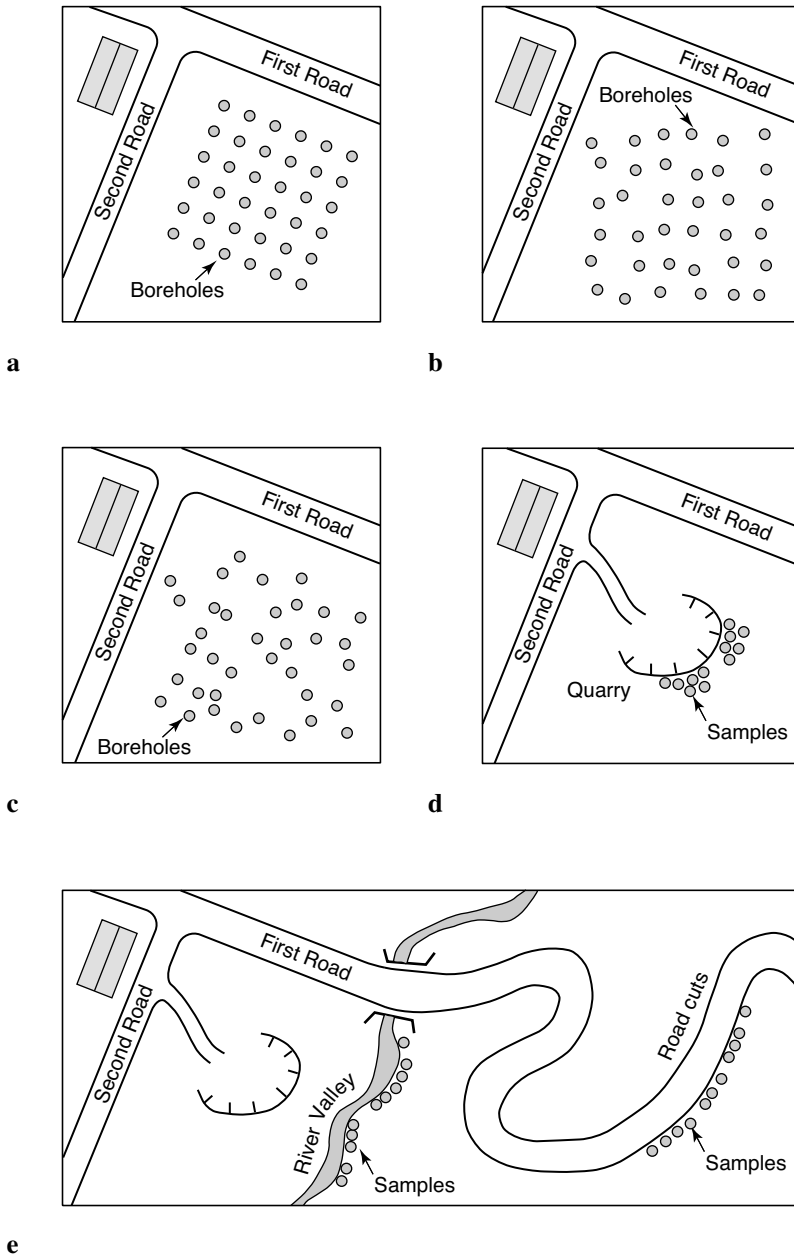 First Road
Second Road
Boreholes
a
Boreholes
First Road
Second Road
b
First Road
Second Road
Boreholes
c
First Road
Second Road
Quarry
Samples
d
First Road
Second Road
River Valley
Samples
Road cuts
Samples
e